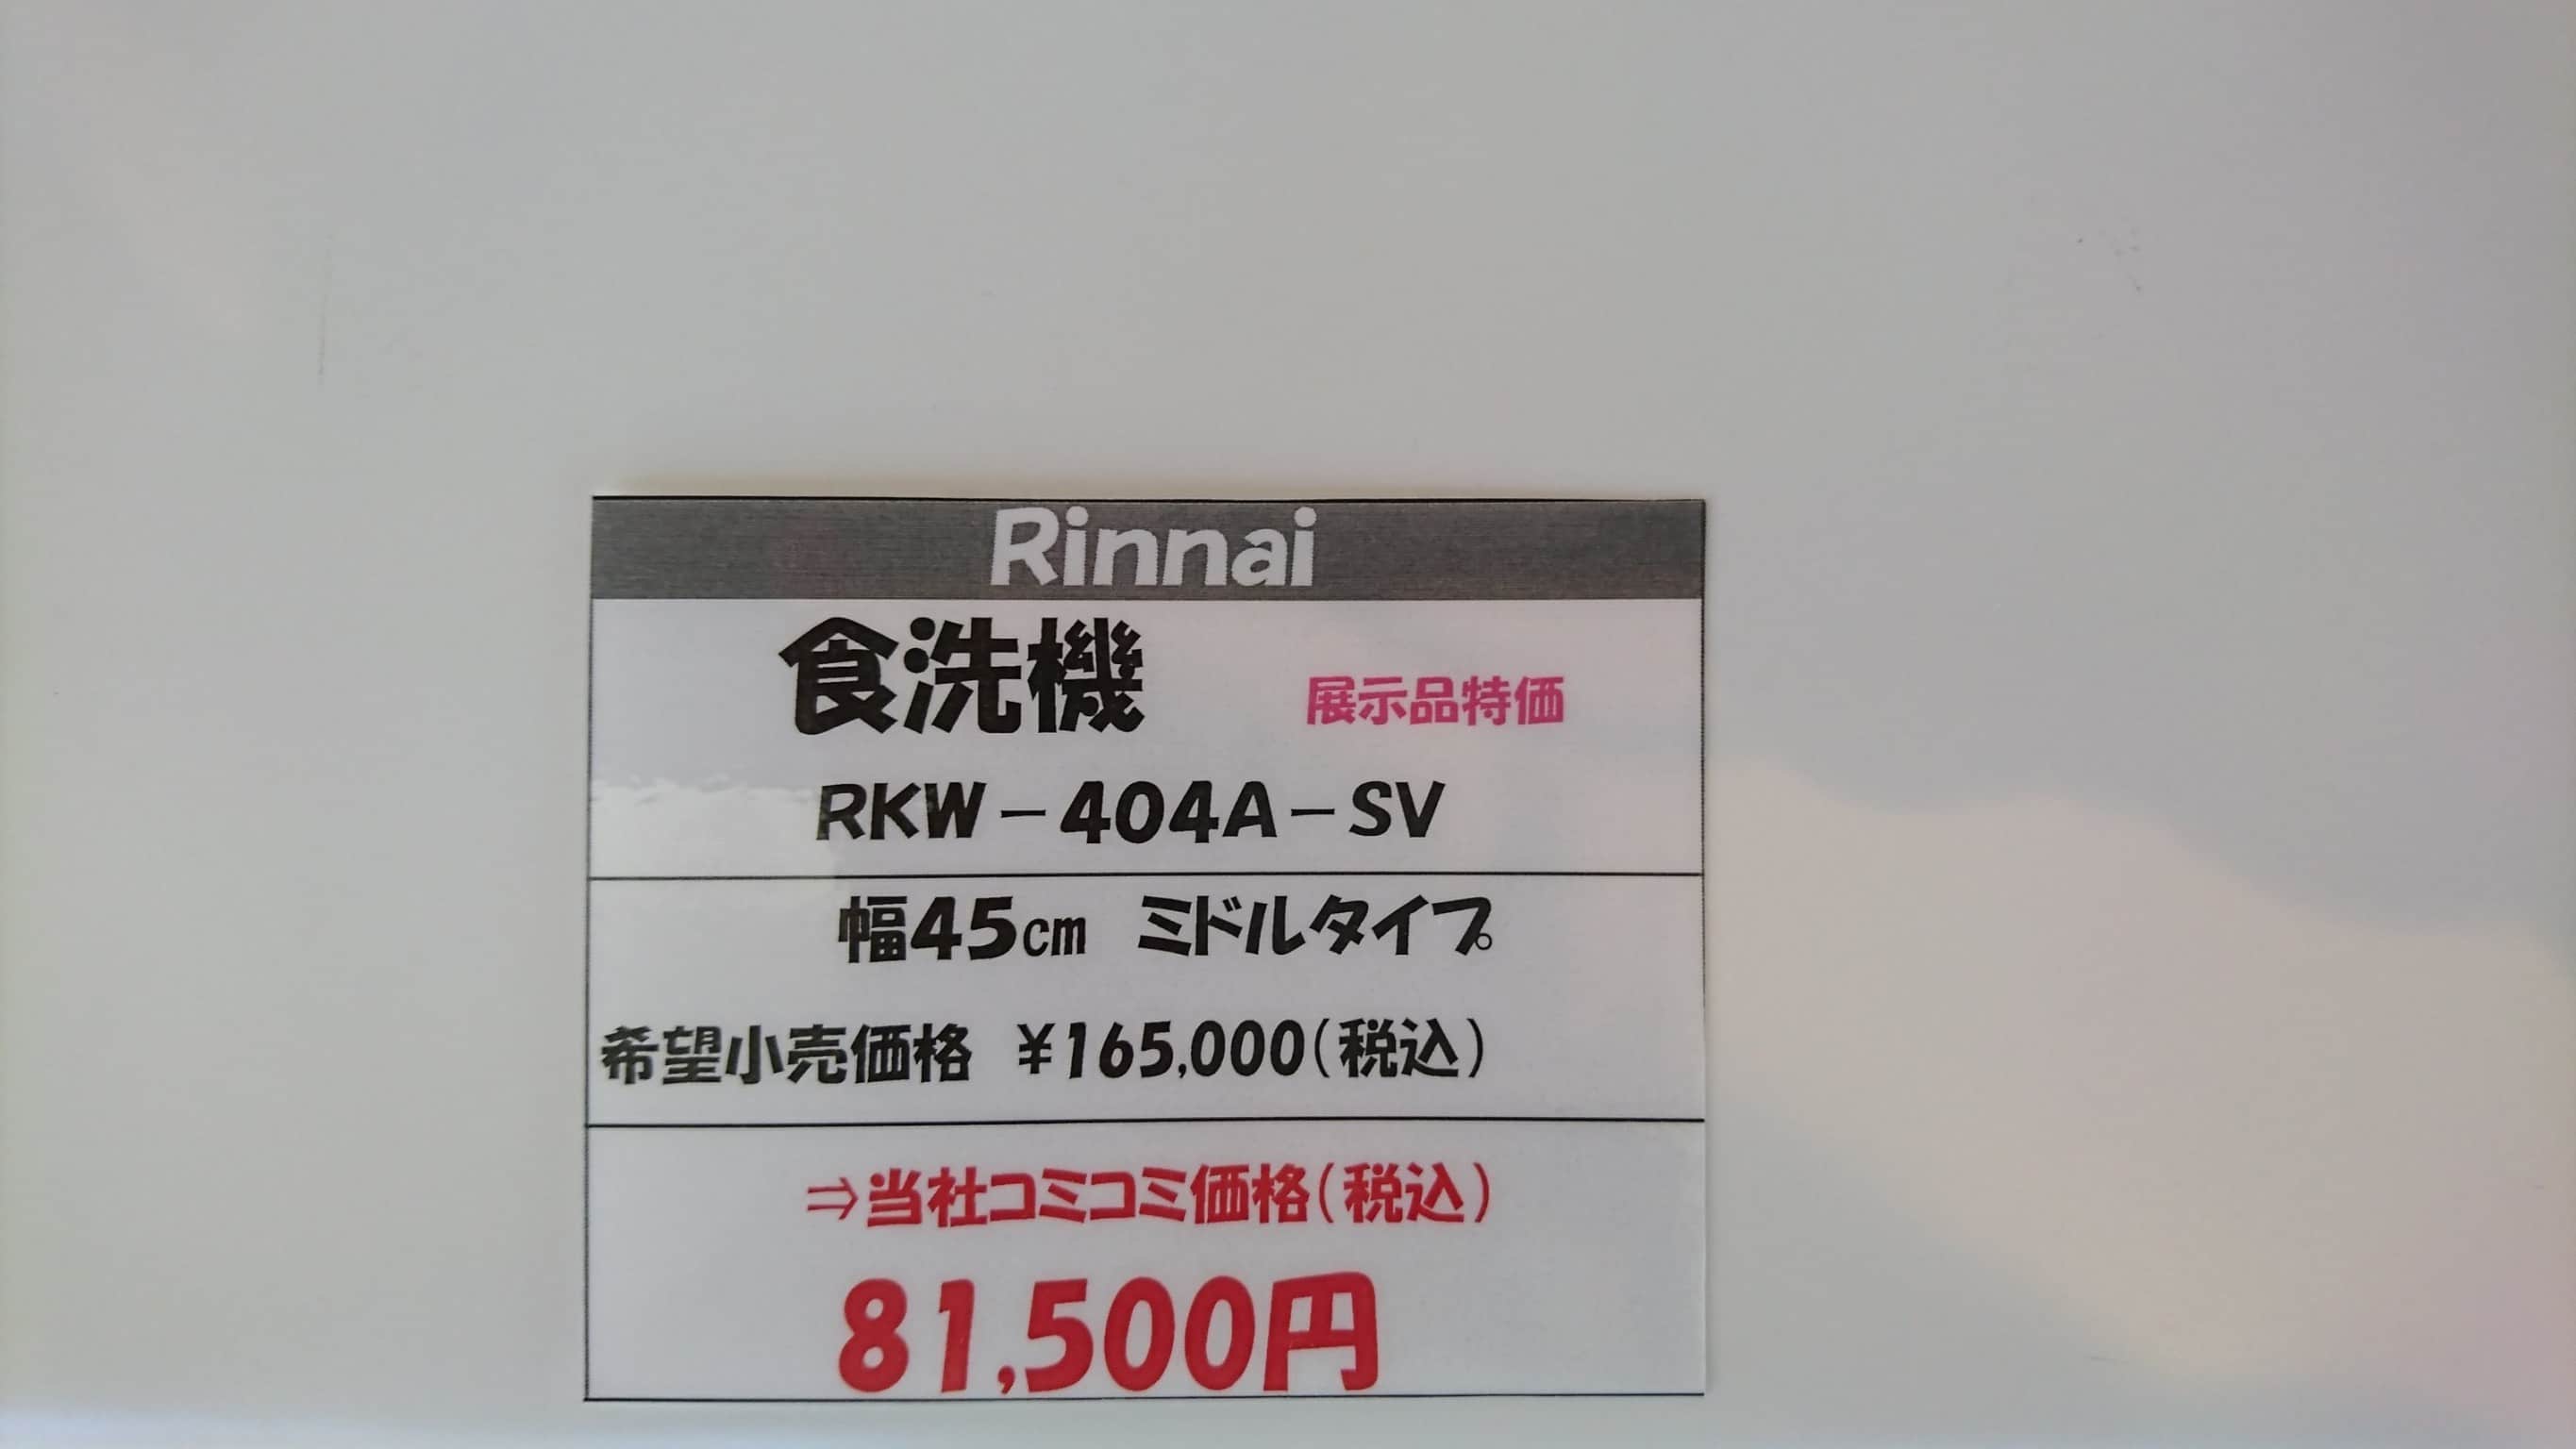 Rinnai
食洗機 展示品特価
RKW－404A－SV
幅45cm ミドルタイプ
希望小売価格 ¥165,000(税込)
⇒当社コミコミ価格(税込)
81,500円